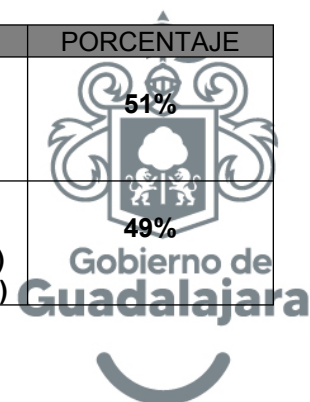 PORCENTAJE
51%
49%
)
)
Gobierno de
Guadalajara